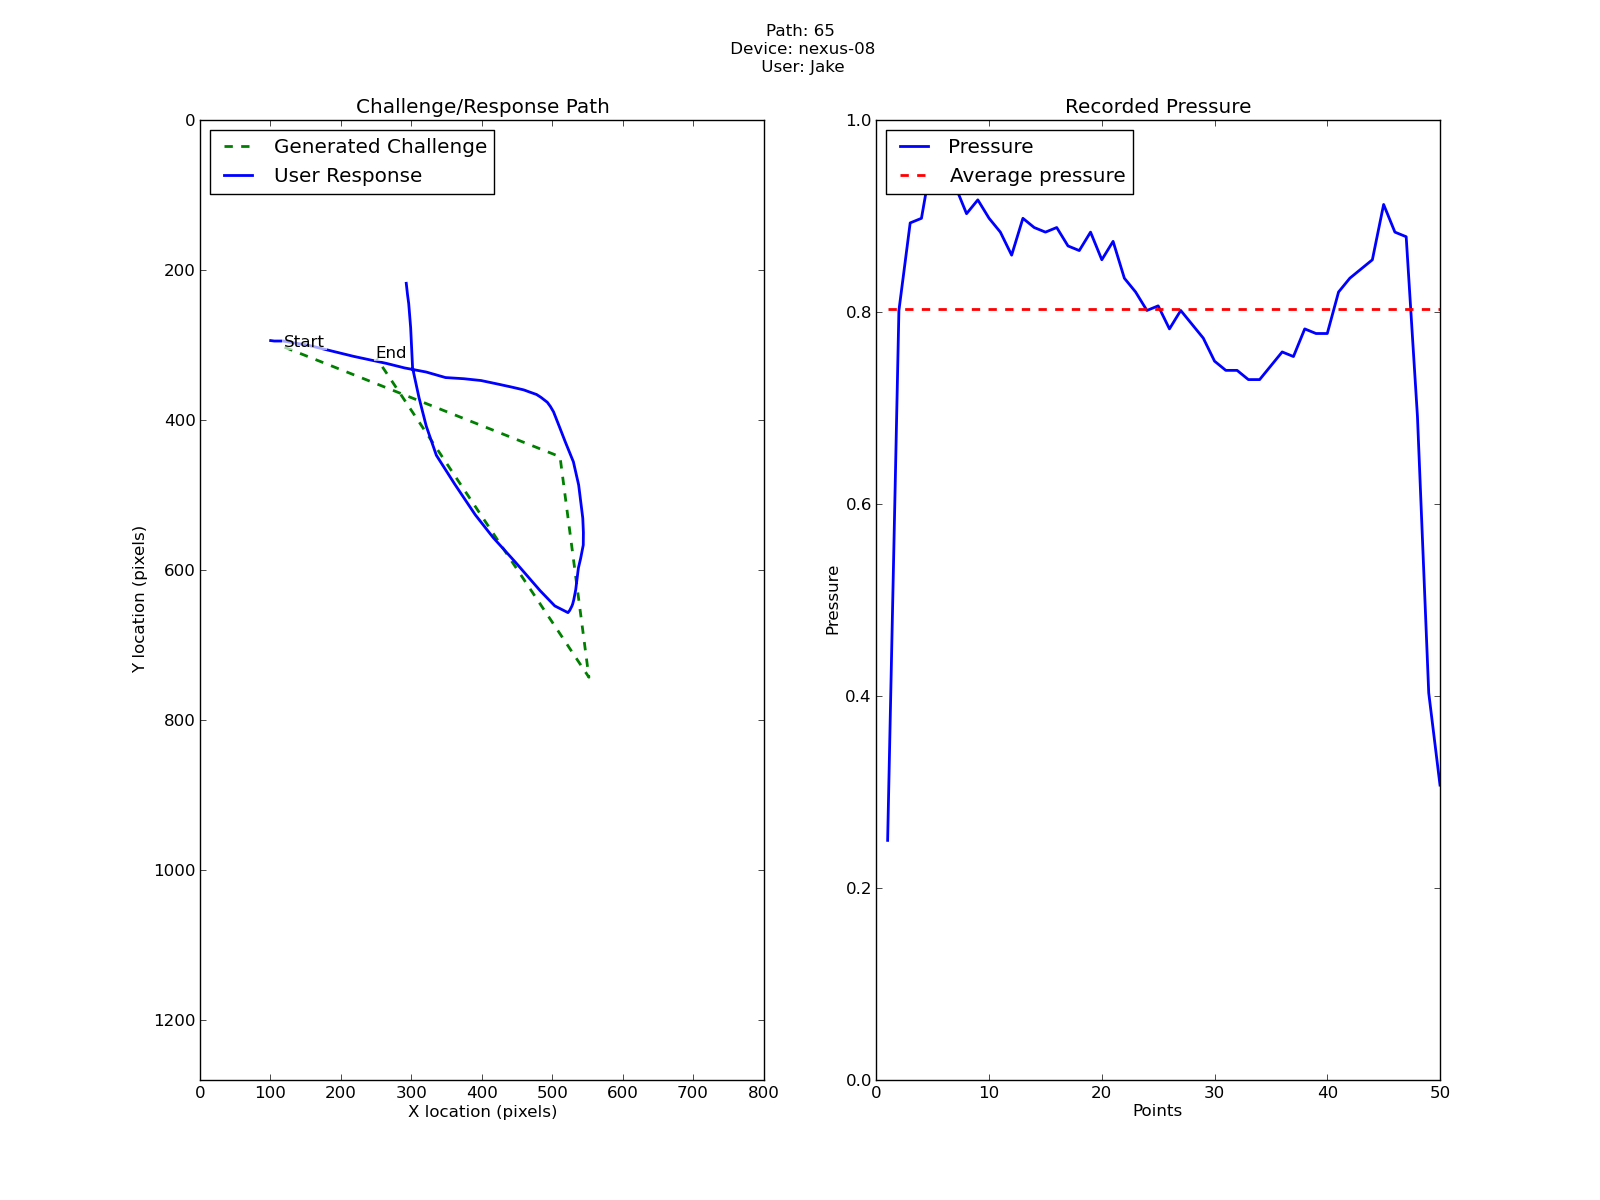 Path: 65
Device: nexus-08
User: Jake
Challenge/Response Path
Generated Challenge
User Response
Start
End
0
200
400
600
800
1000
1200
Y location (pixels)
0 100 200 300 400 500 600 700 800
X location (pixels)
Recorded Pressure
Pressure
Average pressure
1.0
0.8
0.6
0.4
0.2
0.0
Pressure
0 10 20 30 40 50
Points